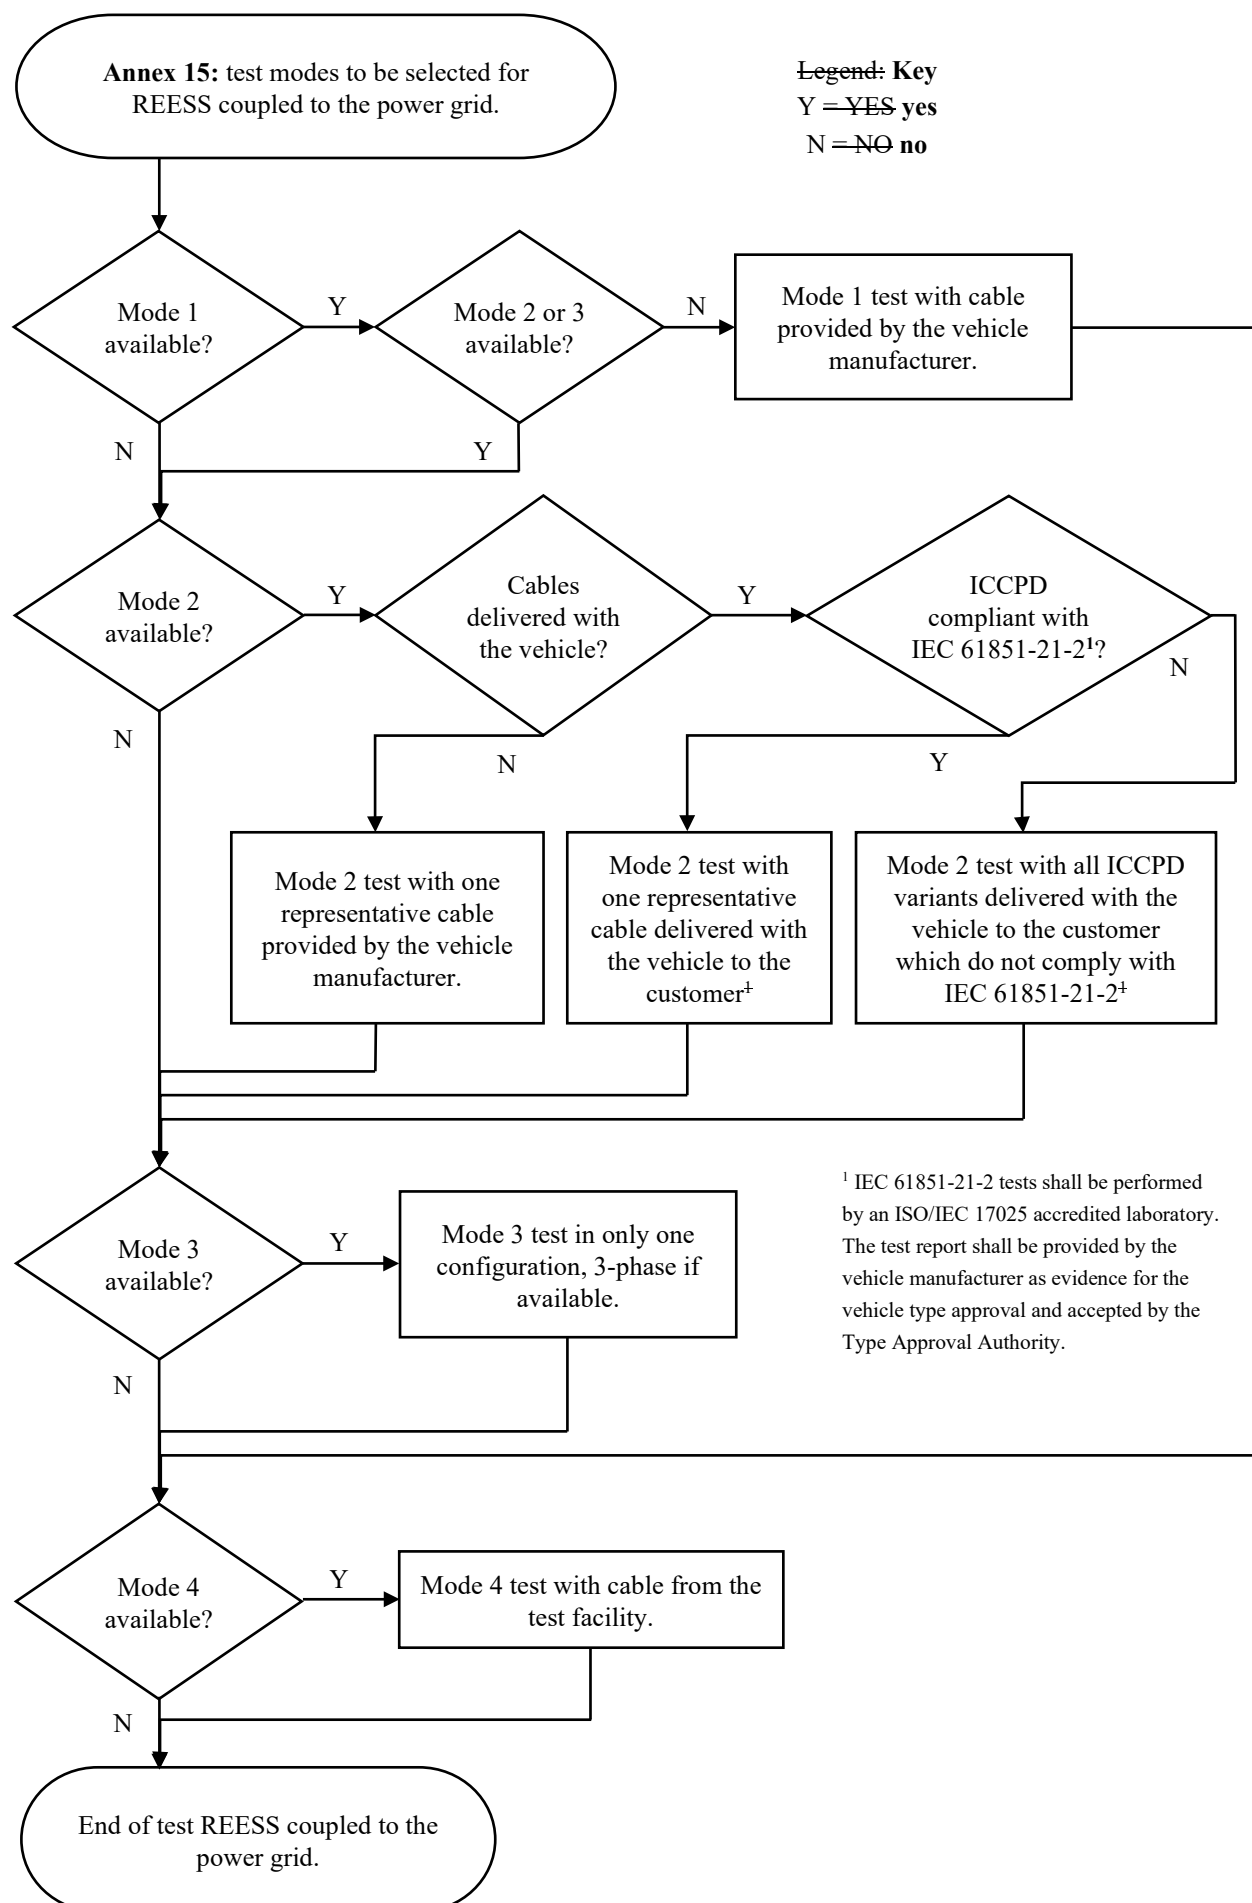 Annex 15: test modes to be selected for
REESS coupled to the power grid.
Legend: Key
Y = YES yes
N = NO no
Mode 1
available?
Y
Mode 2 or 3
available?
N
Mode 1 test with cable
provided by the vehicle
manufacturer.
N
Y
Mode 2
available?
Y
Cables
delivered with
the vehicle?
Y
ICCPD
compliant with
IEC 61851-21-2¹?
N
N
N
Y
Mode 2 test with one
representative cable
provided by the vehicle
manufacturer.
Mode 2 test with
one representative
cable delivered with
the vehicle to the
customer¹
Mode 2 test with all ICCPD
variants delivered with the
vehicle to the customer
which do not comply with
IEC 61851-21-2¹
Mode 3
available?
Y
Mode 3 test in only one
configuration, 3-phase if
available.
¹ IEC 61851-21-2 tests shall be performed
by an ISO/IEC 17025 accredited laboratory.
The test report shall be provided by the
vehicle manufacturer as evidence for the
vehicle type approval and accepted by the
Type Approval Authority.
N
Mode 4
available?
Y
Mode 4 test with cable from the
test facility.
N
End of test REESS coupled to the
power grid.